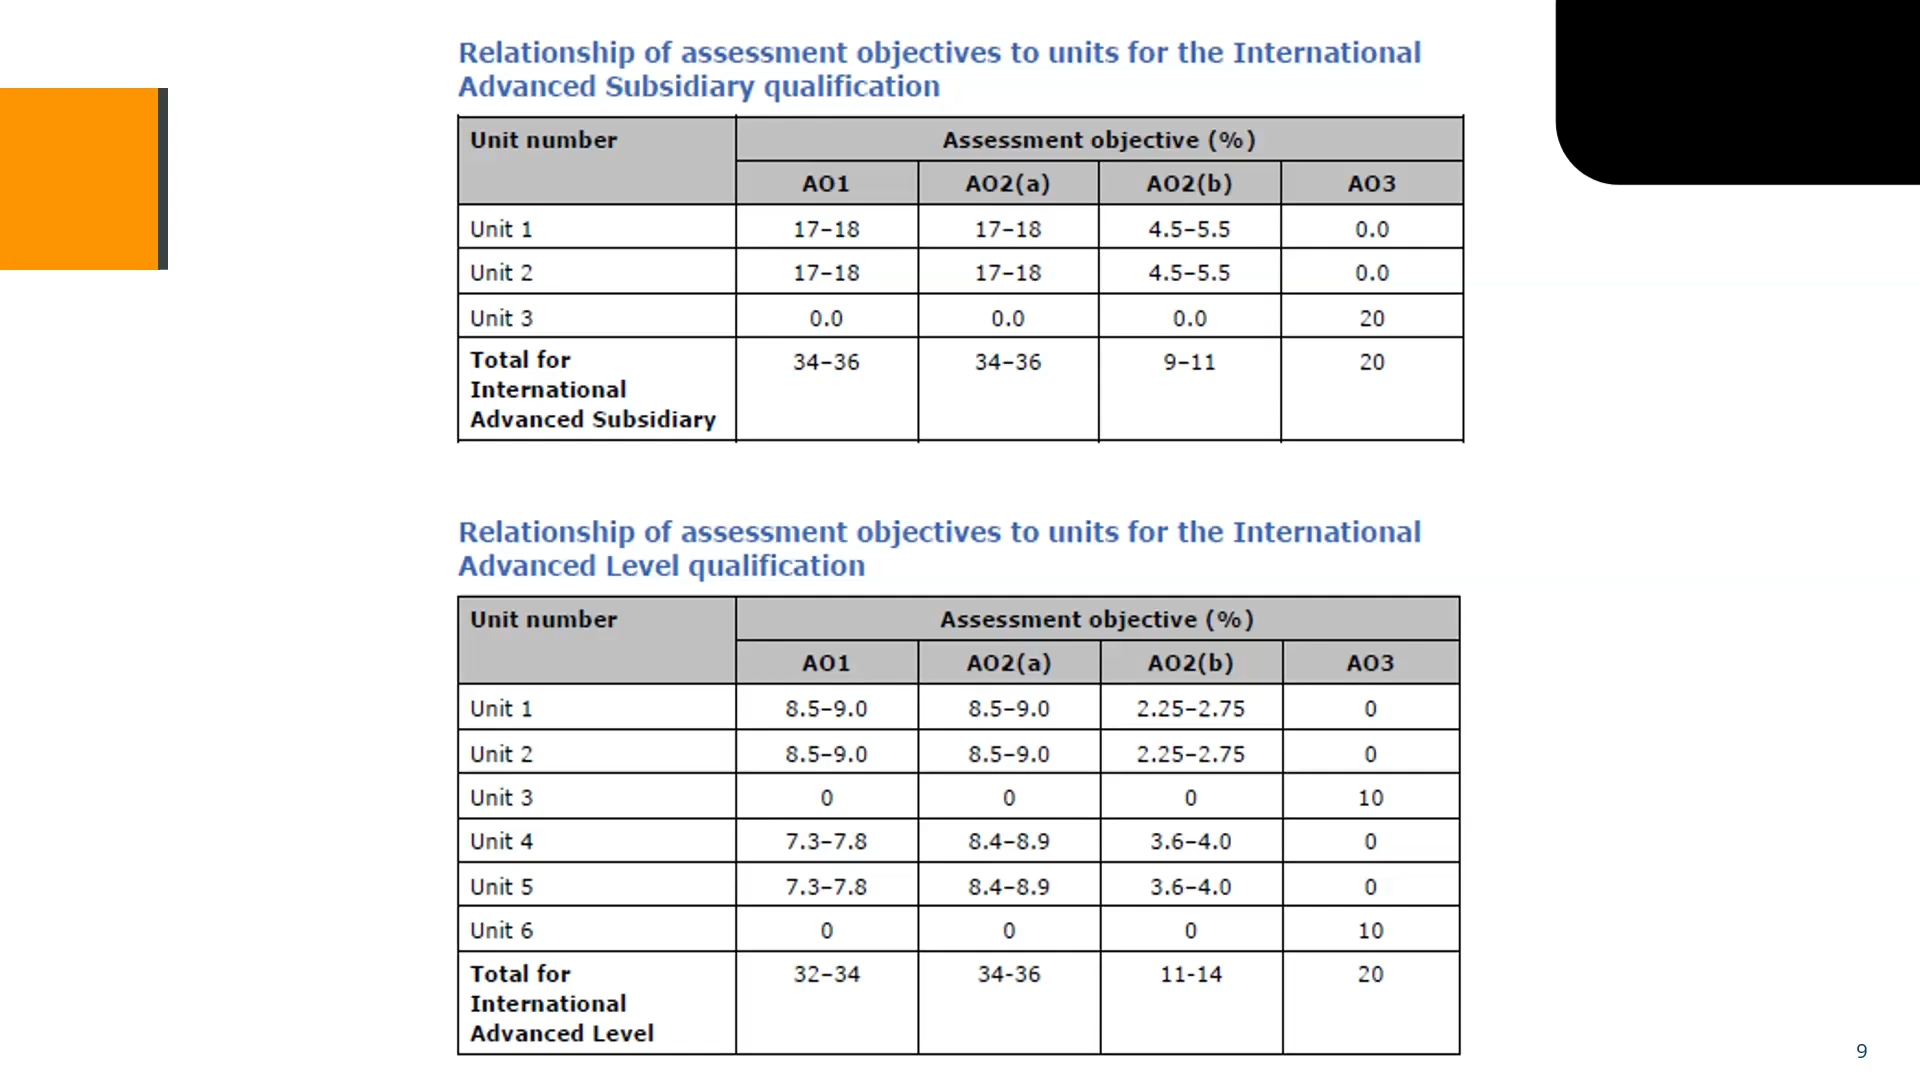 Relationship of assessment objectives to units for the International
Advanced Subsidiary qualification
Unit number Assessment objective (%)
AO1 AO2(a) AO2(b) AO3
Unit 1 17–18 17–18 4.5–5.5 0.0
Unit 2 17–18 17–18 4.5–5.5 0.0
Unit 3 0.0 0.0 0.0 20
Total for 34–36 34–36 9–11 20
International
Advanced Subsidiary
Relationship of assessment objectives to units for the International
Advanced Level qualification
Unit number Assessment objective (%)
AO1 AO2(a) AO2(b) AO3
Unit 1 8.5–9.0 8.5–9.0 2.25–2.75 0
Unit 2 8.5–9.0 8.5–9.0 2.25–2.75 0
Unit 3 0 0 0 10
Unit 4 7.3–7.8 8.4–8.9 3.6–4.0 0
Unit 5 7.3–7.8 8.4–8.9 3.6–4.0 0
Unit 6 0 0 0 10
Total for 32–34 34-36 11-14 20
International
Advanced Level
9